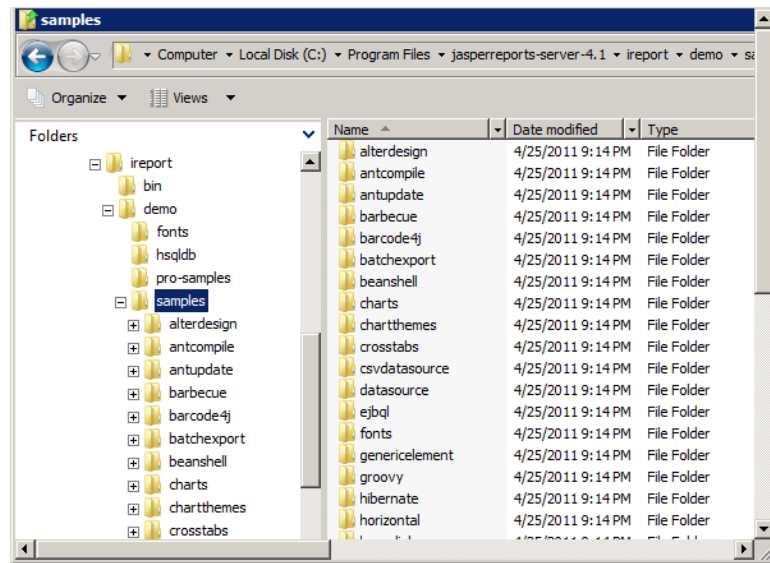 samples
Computer Local Disk (C:) Program Files jasperreports-server-4.1 ireport demo
Organize Views
Folders
ireport
bin
demo
fonts
hsqldb
pro-samples
samples
alterdesign
antcompile
antupdate
barbecue
barcode4j
batchexport
beanshell
charts
chartthemes
crosstabs
Name Date modified Type
alterdesign 4/25/2011 9:14 PM File Folder
antcompile 4/25/2011 9:14 PM File Folder
antupdate 4/25/2011 9:14 PM File Folder
barbecue 4/25/2011 9:14 PM File Folder
barcode4j 4/25/2011 9:14 PM File Folder
batchexport 4/25/2011 9:14 PM File Folder
beanshell 4/25/2011 9:14 PM File Folder
charts 4/25/2011 9:14 PM File Folder
chartthemes 4/25/2011 9:14 PM File Folder
crosstabs 4/25/2011 9:14 PM File Folder
csvdatasource 4/25/2011 9:14 PM File Folder
datasource 4/25/2011 9:14 PM File Folder
ejbql 4/25/2011 9:14 PM File Folder
fonts 4/25/2011 9:14 PM File Folder
genericelement 4/25/2011 9:14 PM File Folder
groovy 4/25/2011 9:14 PM File Folder
hibernate 4/25/2011 9:14 PM File Folder
horizontal 4/25/2011 9:14 PM File Folder